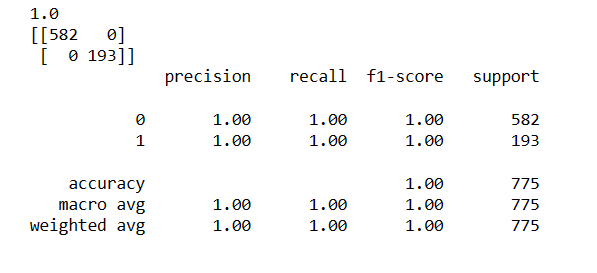 1.0
[[582   0]
 [  0 193]]
              precision    recall  f1-score   support

           0       1.00      1.00      1.00       582
           1       1.00      1.00      1.00       193

    accuracy                           1.00       775
   macro avg       1.00      1.00      1.00       775
weighted avg       1.00      1.00      1.00       775